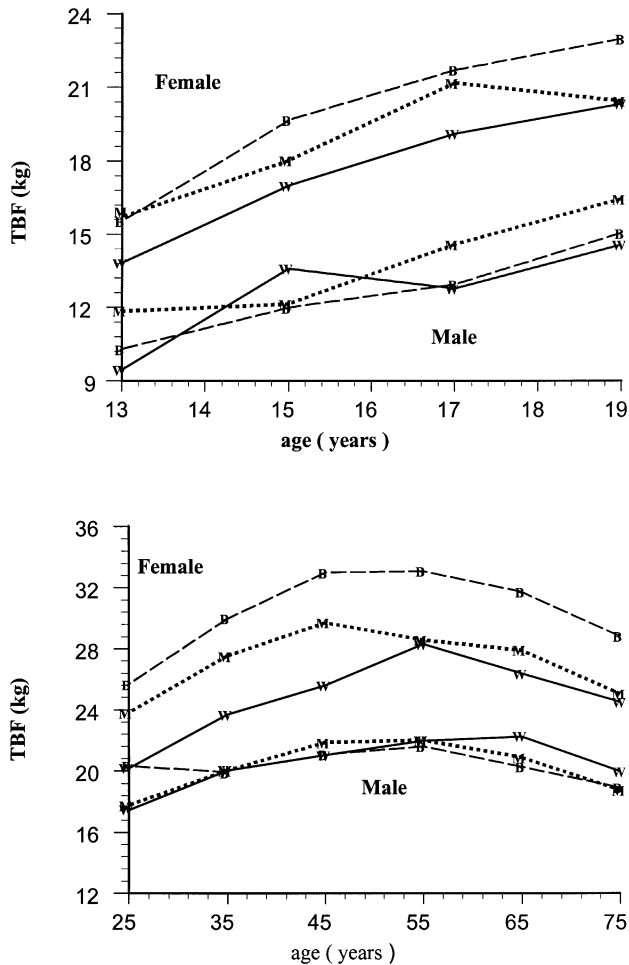 24
Female
21
18
TBF (kg)
15
12
Male
9
13 14 15 16 17 18 19
age ( years )
B B B B
M M M M
W W W W
M M M M
B B B B
W W W W
36
Female
32
28
TBF (kg)
24
20
Male
16
12
25 35 45 55 65 75
age ( years )
B B B B B B
M M M M M M
W W W W W W
B B B B B
M M M M M M
W W W W